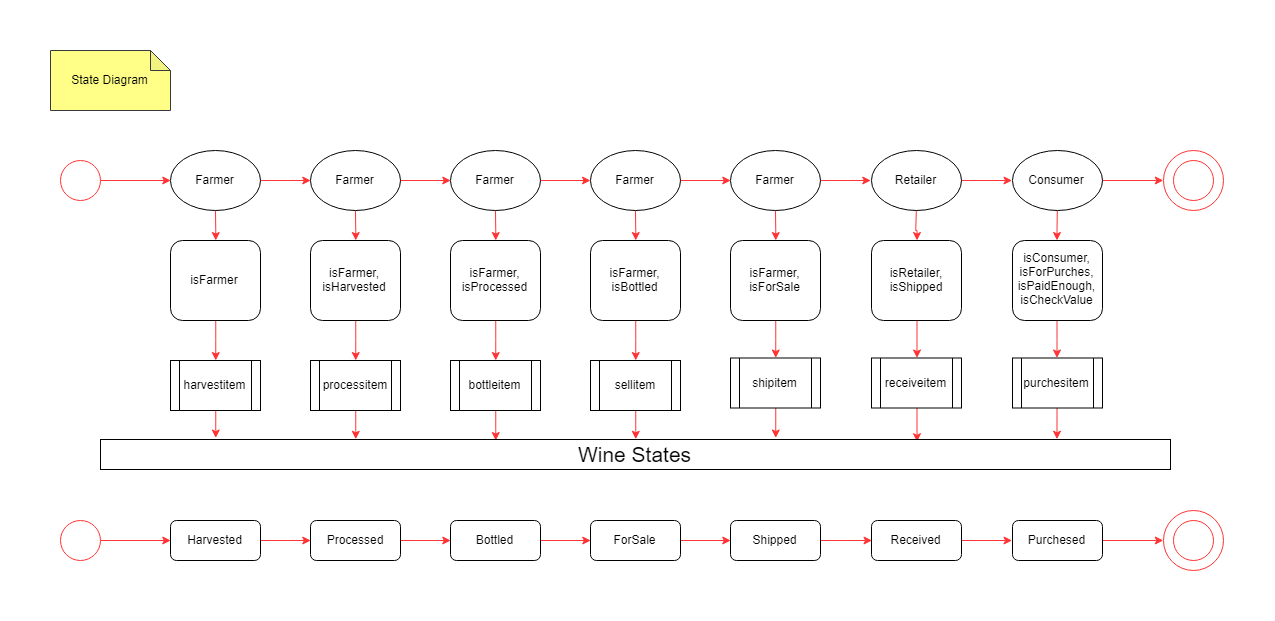 State Diagram
Farmer
Farmer
Farmer
Farmer
Farmer
Retailer
Consumer
isFarmer
isFarmer,
isHarvested
isFarmer,
isProcessed
isFarmer,
isBottled
isFarmer,
isForSale
isRetailer,
isShipped
isConsumer,
isForPurches,
isPaidEnough,
isCheckValue
harvestitem
processitem
bottleitem
sellitem
shipitem
receiveitem
purchesitem
Wine States
Harvested
Processed
Bottled
ForSale
Shipped
Received
Purchesed